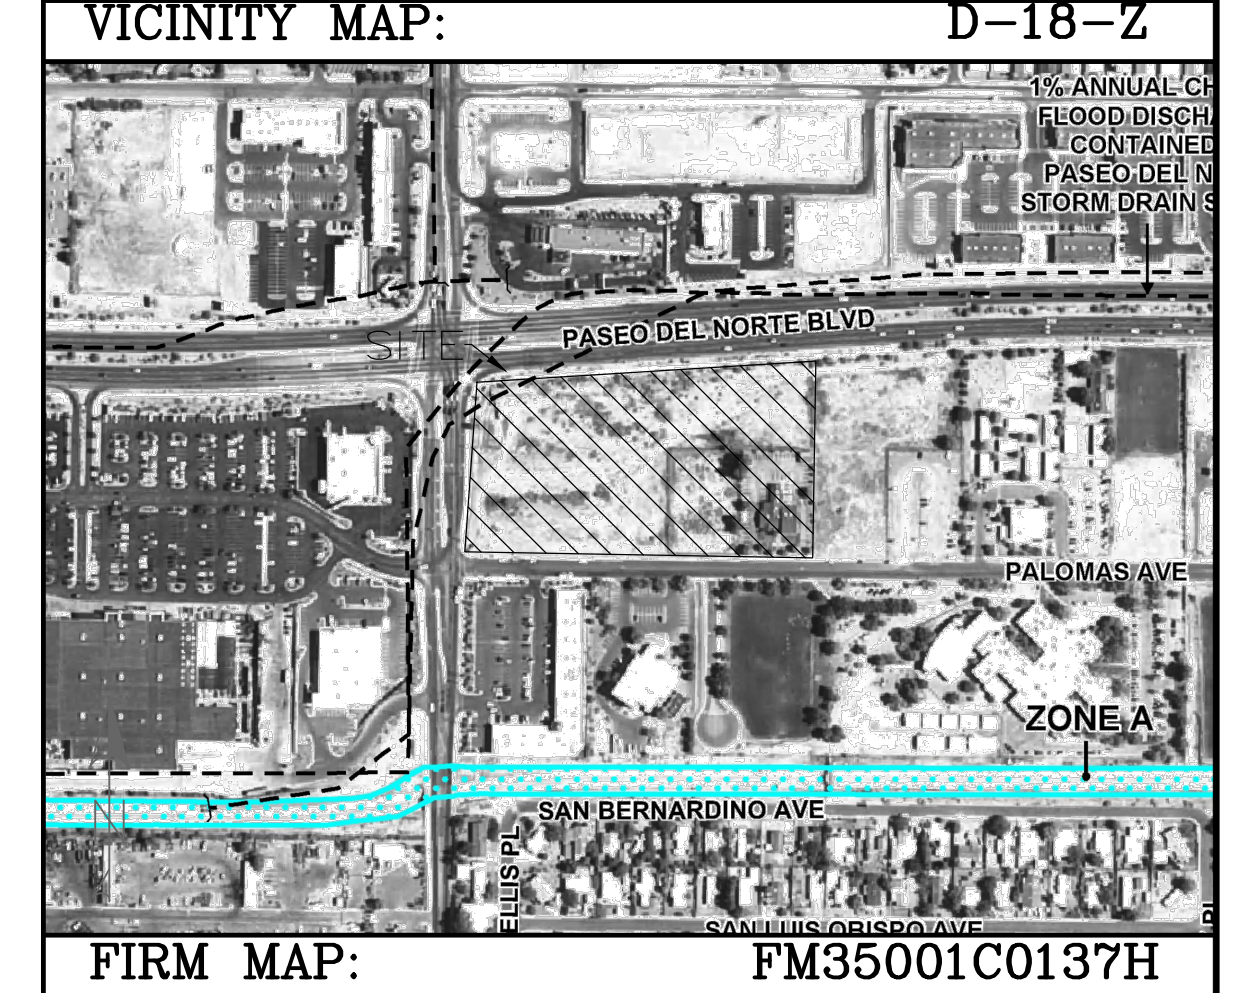 VICINITY MAP: D-18-Z
1% ANNUAL CH
FLOOD DISCHA
CONTAINED
PASEO DEL N
STORM DRAIN S
SITE
PASEO DEL NORTE BLVD
PALOMAS AVE
ZONE A
SAN BERNARDINO AVE
N
ELLIS PL
SAN LUIS OBISPO AVE
PL
FIRM MAP: FM35001C0137H